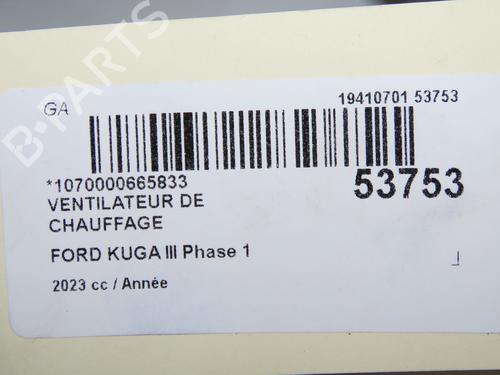 GA
19410701 53753
*1070000665833
53753
VENTILATEUR DE
CHAUFFAGE
FORD KUGA III Phase 1
2023 cc / Année
B-PARTS